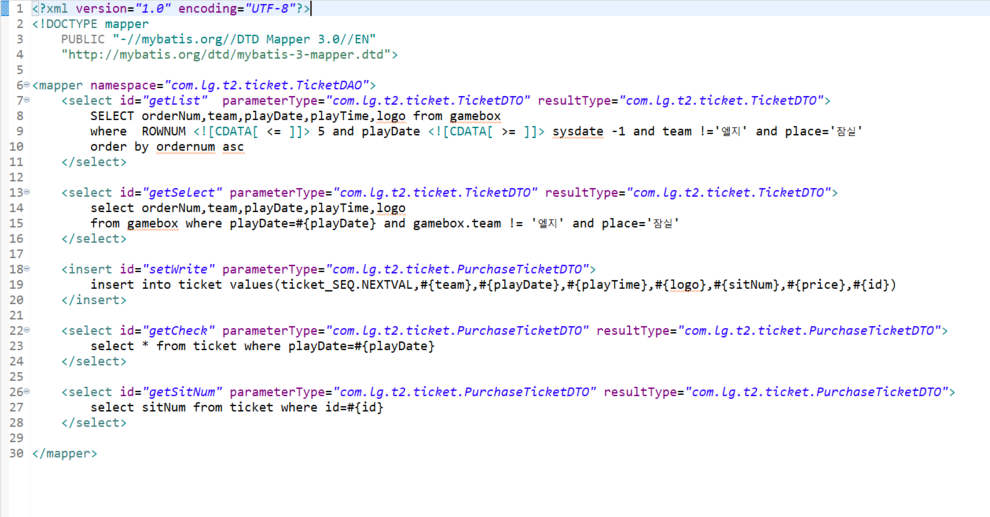 1 <?xml version="1.0" encoding="UTF-8"?>
2 <!DOCTYPE mapper
3     PUBLIC "-//mybatis.org//DTD Mapper 3.0//EN"
4     "http://mybatis.org/dtd/mybatis-3-mapper.dtd">
5
6 <mapper namespace="com.lg.t2.ticket.TicketDAO">
7     <select id="getList"  parameterType="com.lg.t2.ticket.TicketDTO" resultType="com.lg.t2.ticket.TicketDTO">
8         SELECT orderNum,team,playDate,playTime,logo from gamebox
9         where  ROWNUM <![CDATA[ <= ]]> 5 and playDate <![CDATA[ >= ]]> sysdate -1 and team !='엘지' and place='잠실'
10         order by ordernum asc
11     </select>
12
13     <select id="getSelect" parameterType="com.lg.t2.ticket.TicketDTO" resultType="com.lg.t2.ticket.TicketDTO">
14         select orderNum,team,playDate,playTime,logo
15         from gamebox where playDate=#{playDate} and gamebox.team != '엘지' and place='잠실'
16     </select>
17
18     <insert id="setWrite" parameterType="com.lg.t2.ticket.PurchaseTicketDTO">
19         insert into ticket values(ticket_SEQ.NEXTVAL,#{team},#{playDate},#{playTime},#{logo},#{sitNum},#{price},#{id})
20     </insert>
21
22     <select id="getCheck" parameterType="com.lg.t2.ticket.PurchaseTicketDTO" resultType="com.lg.t2.ticket.PurchaseTicketDTO">
23         select * from ticket where playDate=#{playDate}
24     </select>
25
26     <select id="getSitNum" parameterType="com.lg.t2.ticket.PurchaseTicketDTO" resultType="com.lg.t2.ticket.PurchaseTicketDTO">
27         select sitNum from ticket where id=#{id}
28     </select>
29
30 </mapper>